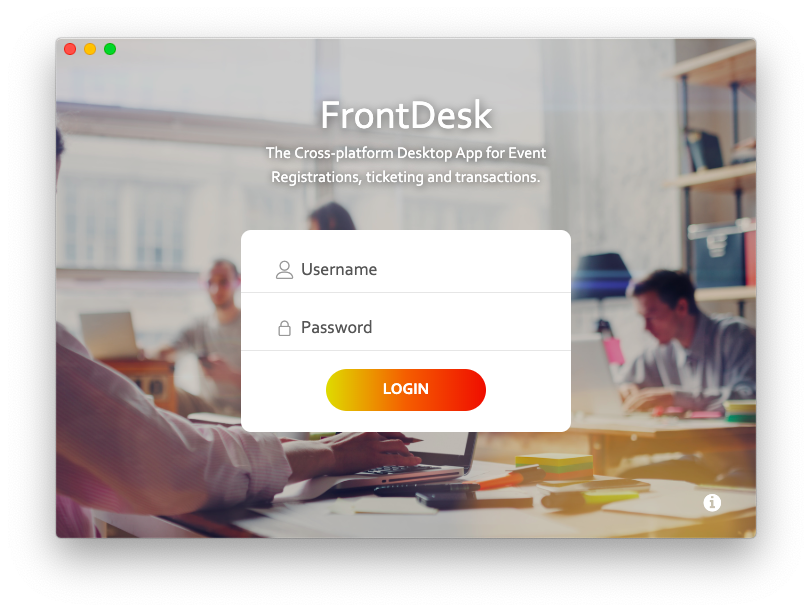 FrontDesk
The Cross-platform Desktop App for Event
Registrations, ticketing and transactions.
Username
Password
LOGIN